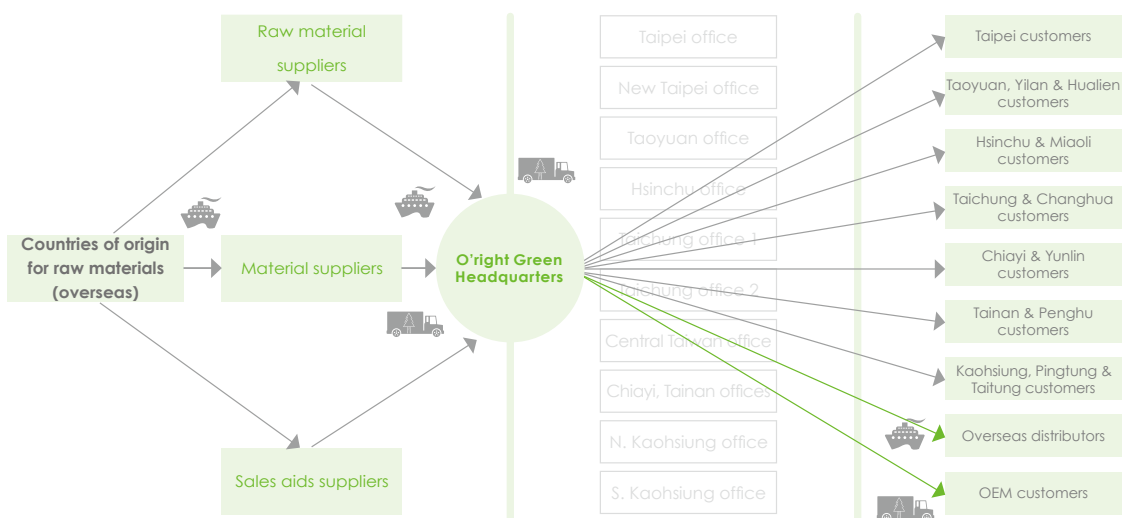 Raw material
suppliers
Countries of origin
for raw materials
(overseas)
Material suppliers
Sales aids suppliers
O'right Green
Headquarters
Taipei office
New Taipei office
Taoyuan office
Hsinchu office
Taichung office 1
Taichung office 2
Central Taiwan office
Chiayi, Tainan offices
N. Kaohsiung office
S. Kaohsiung office
Taipei customers
Taoyuan, Yilan & Hualien
customers
Hsinchu & Miaoli
customers
Taichung & Changhua
customers
Chiayi & Yunlin
customers
Tainan & Penghu
customers
Kaohsiung, Pingtung &
Taitung customers
Overseas distributors
OEM customers